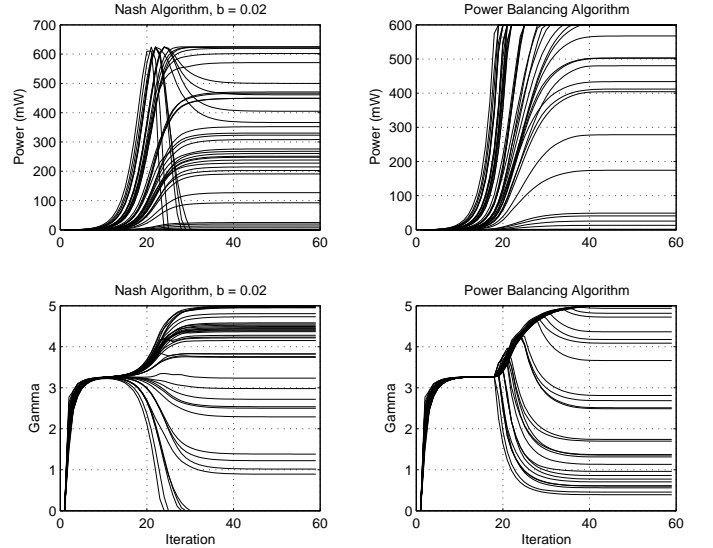 Nash Algorithm, b = 0.02
Power (mW)
700
600
500
400
300
200
100
0
0 20 40 60
Power Balancing Algorithm
Power (mW)
600
500
400
300
200
100
0
0 20 40 60
Nash Algorithm, b = 0.02
Gamma
5
4
3
2
1
0
0 20 40 60
Iteration
Power Balancing Algorithm
Gamma
5
4
3
2
1
0
0 20 40 60
Iteration